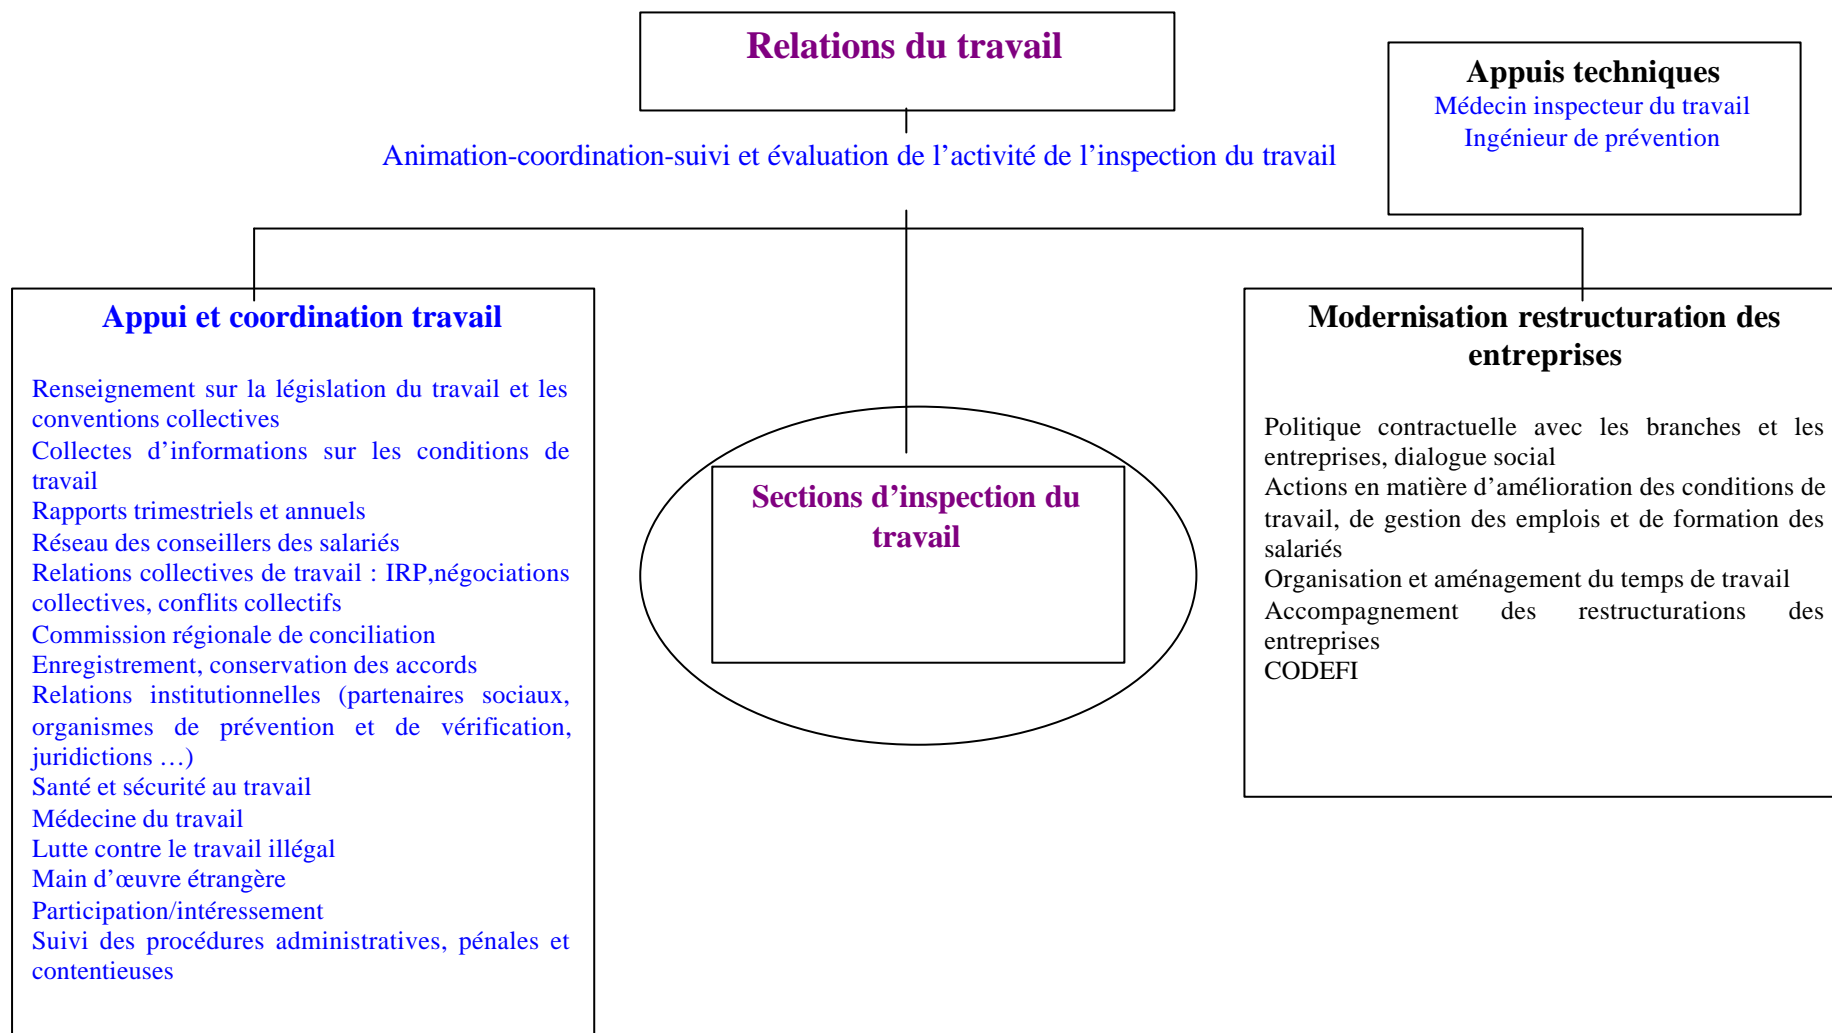 Relations du travail
Appuis techniques
Médecin inspecteur du travail
Ingénieur de prévention
Animation-coordination-suivi et évaluation de l’activité de l’inspection du travail
Appui et coordination travail
Renseignement sur la législation du travail et les
conventions collectives
Collectes d’informations sur les conditions de
travail
Rapports trimestriels et annuels
Réseau des conseillers des salariés
Relations collectives de travail : IRP,négociations
collectives, conflits collectifs
Commission régionale de conciliation
Enregistrement, conservation des accords
Relations institutionnelles (partenaires sociaux,
organismes de prévention et de vérification,
juridictions …)
Santé et sécurité au travail
Médecine du travail
Lutte contre le travail illégal
Main d’œuvre étrangère
Participation/intéressement
Suivi des procédures administratives, pénales et
contentieuses
Sections d’inspection du
travail
Modernisation restructuration des
entreprises
Politique contractuelle avec les branches et les
entreprises, dialogue social
Actions en matière d’amélioration des conditions de
travail, de gestion des emplois et de formation des
salariés
Organisation et aménagement du temps de travail
Accompagnement des restructurations des
entreprises
CODEFI